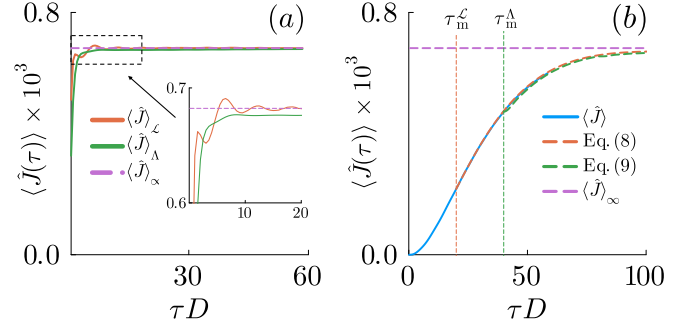 0.8
(a)
⟨Ĵ(τ)⟩ × 10³
0.7
⟨Ĵ⟩_ℒ
⟨Ĵ⟩_Λ
⟨Ĵ⟩_∝
0.6
10
20
0.0
30
60
τD
τ_m^ℒ
τ_m^Λ
0.8
(b)
⟨Ĵ(τ)⟩ × 10³
⟨Ĵ⟩
Eq. (8)
Eq. (9)
⟨Ĵ⟩_∞
0.0
0
50
100
τD